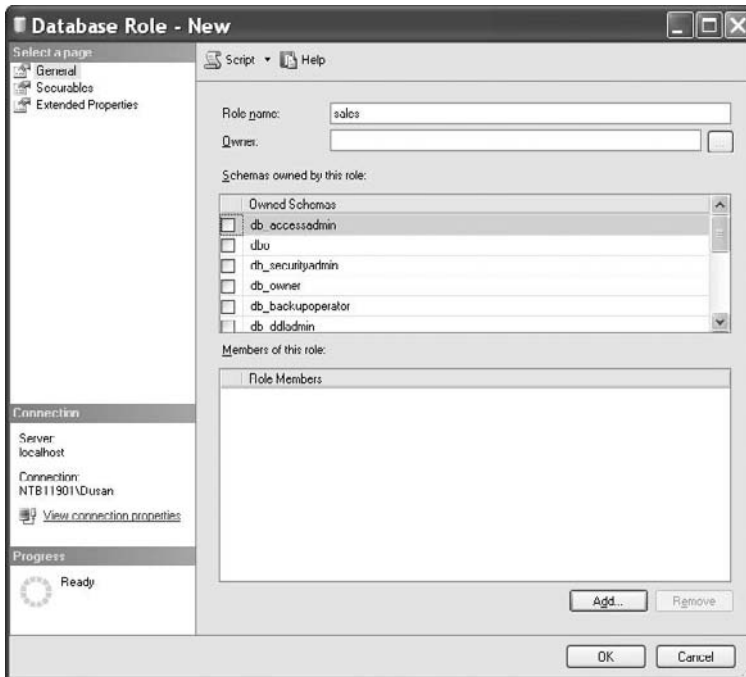 Database Role - New
Select a page
General
Securables
Extended Properties
Script Help
Role name: sales
Owner: ...
Schemas owned by this role:
Owned Schemas
db_accessadmin
dbo
db_securityadmin
db_owner
db_backupoperator
db_ddladmin
Members of this role:
Role Members
Connection
Server:
localhost
Connection:
NTB11901\Dusan
View connection properties
Progress
Ready
Add... Remove
OK Cancel